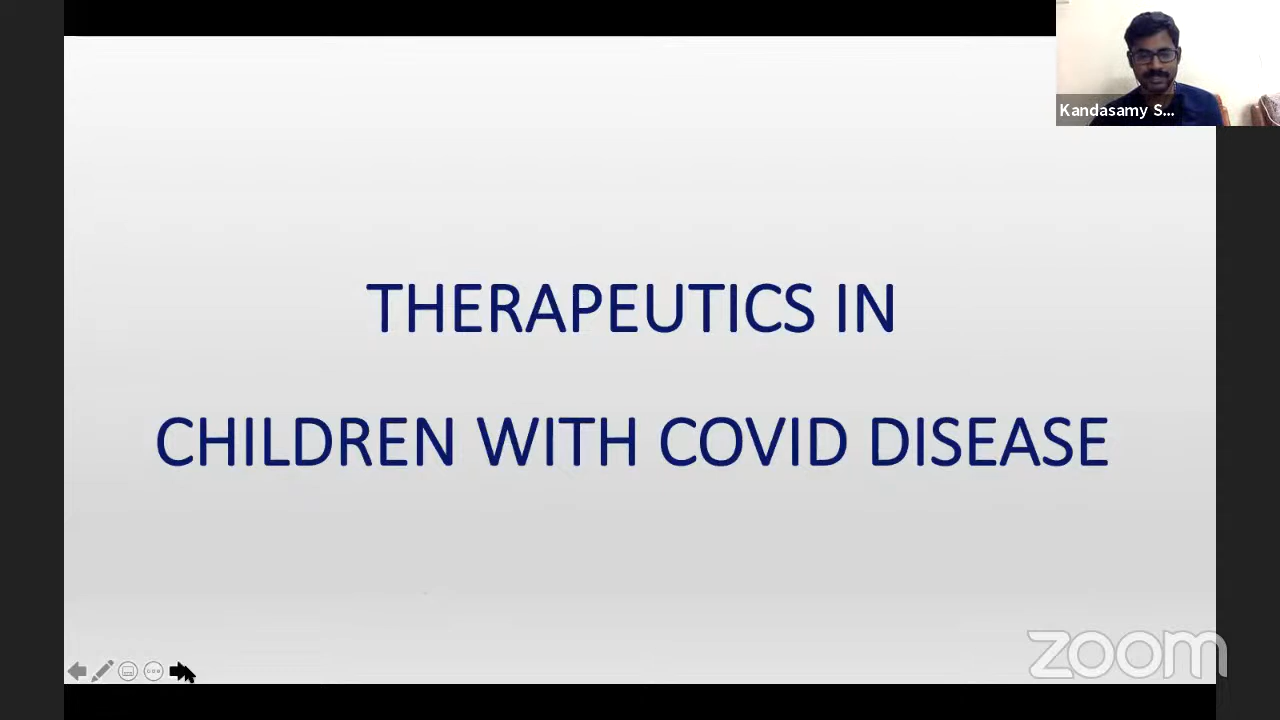 Kandasamy S...
THERAPEUTICS IN
CHILDREN WITH COVID DISEASE
zoom